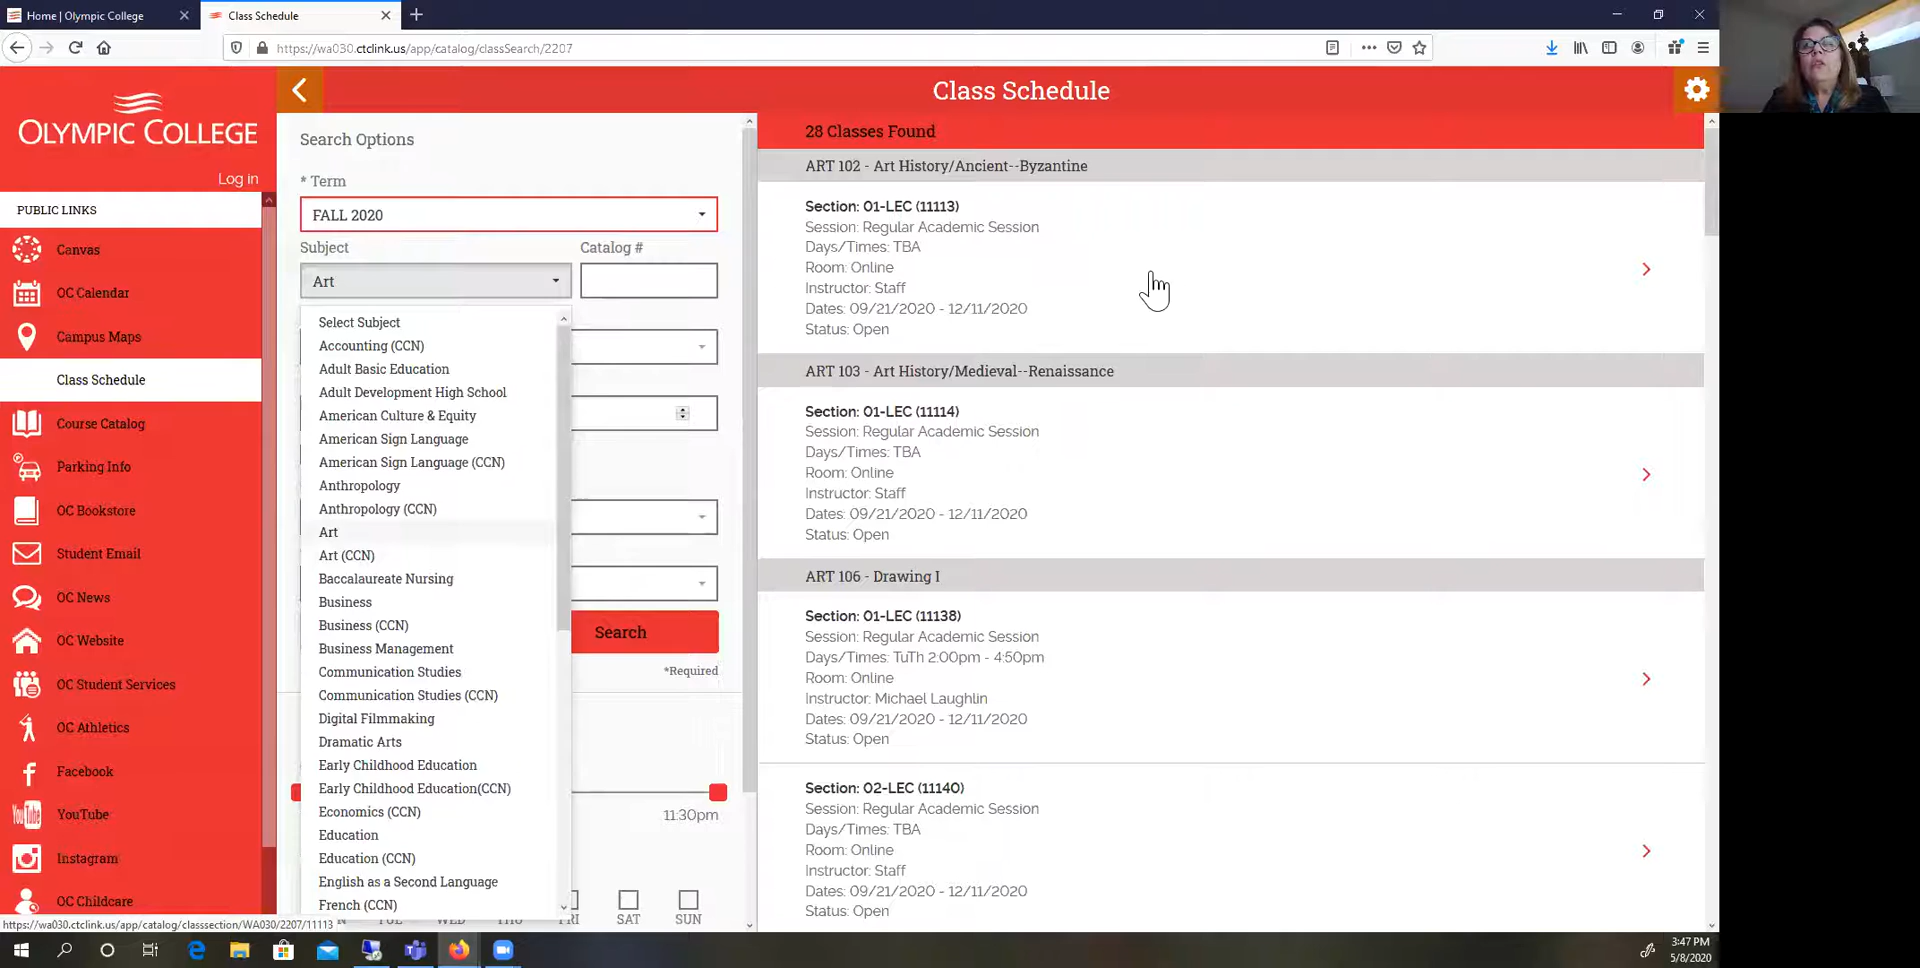 Home | Olympic College
Class Schedule
https://wa030.ctclink.us/app/catalog/classSearch/2207
OLYMPIC COLLEGE
Log in
PUBLIC LINKS
Canvas
OC Calendar
Campus Maps
Class Schedule
Course Catalog
Parking Info
OC Bookstore
Student Email
OC News
OC Website
OC Student Services
OC Athletics
Facebook
You Tube
YouTube
Instagram
OC Childcare
https://wa030.ctclink.us/app/catalog/classsection/WA030/2207/11113
Class Schedule
Search Options
* Term
FALL 2020
Subject
Catalog #
Art
Select Subject
Accounting (CCN)
Adult Basic Education
Adult Development High School
American Culture & Equity
American Sign Language
American Sign Language (CCN)
Anthropology
Anthropology (CCN)
Art
Art (CCN)
Baccalaureate Nursing
Business
Business (CCN)
Business Management
Communication Studies
Communication Studies (CCN)
Digital Filmmaking
Dramatic Arts
Early Childhood Education
Early Childhood Education(CCN)
Economics (CCN)
Education
Education (CCN)
English as a Second Language
French (CCN)
Search
*Required
11:30pm
TUE WED THU FRI SAT SUN
28 Classes Found
ART 102 - Art History/Ancient--Byzantine
Section: 01-LEC (11113)
Session: Regular Academic Session
Days/Times: TBA
Room: Online
Instructor: Staff
Dates: 09/21/2020 - 12/11/2020
Status: Open
ART 103 - Art History/Medieval--Renaissance
Section: 01-LEC (11114)
Session: Regular Academic Session
Days/Times: TBA
Room: Online
Instructor: Staff
Dates: 09/21/2020 - 12/11/2020
Status: Open
ART 106 - Drawing I
Section: 01-LEC (11138)
Session: Regular Academic Session
Days/Times: TuTh 2:00pm - 4:50pm
Room: Online
Instructor: Michael Laughlin
Dates: 09/21/2020 - 12/11/2020
Status: Open
Section: 02-LEC (11140)
Session: Regular Academic Session
Days/Times: TBA
Room: Online
Instructor: Staff
Dates: 09/21/2020 - 12/11/2020
Status: Open
3:47 PM
5/8/2020